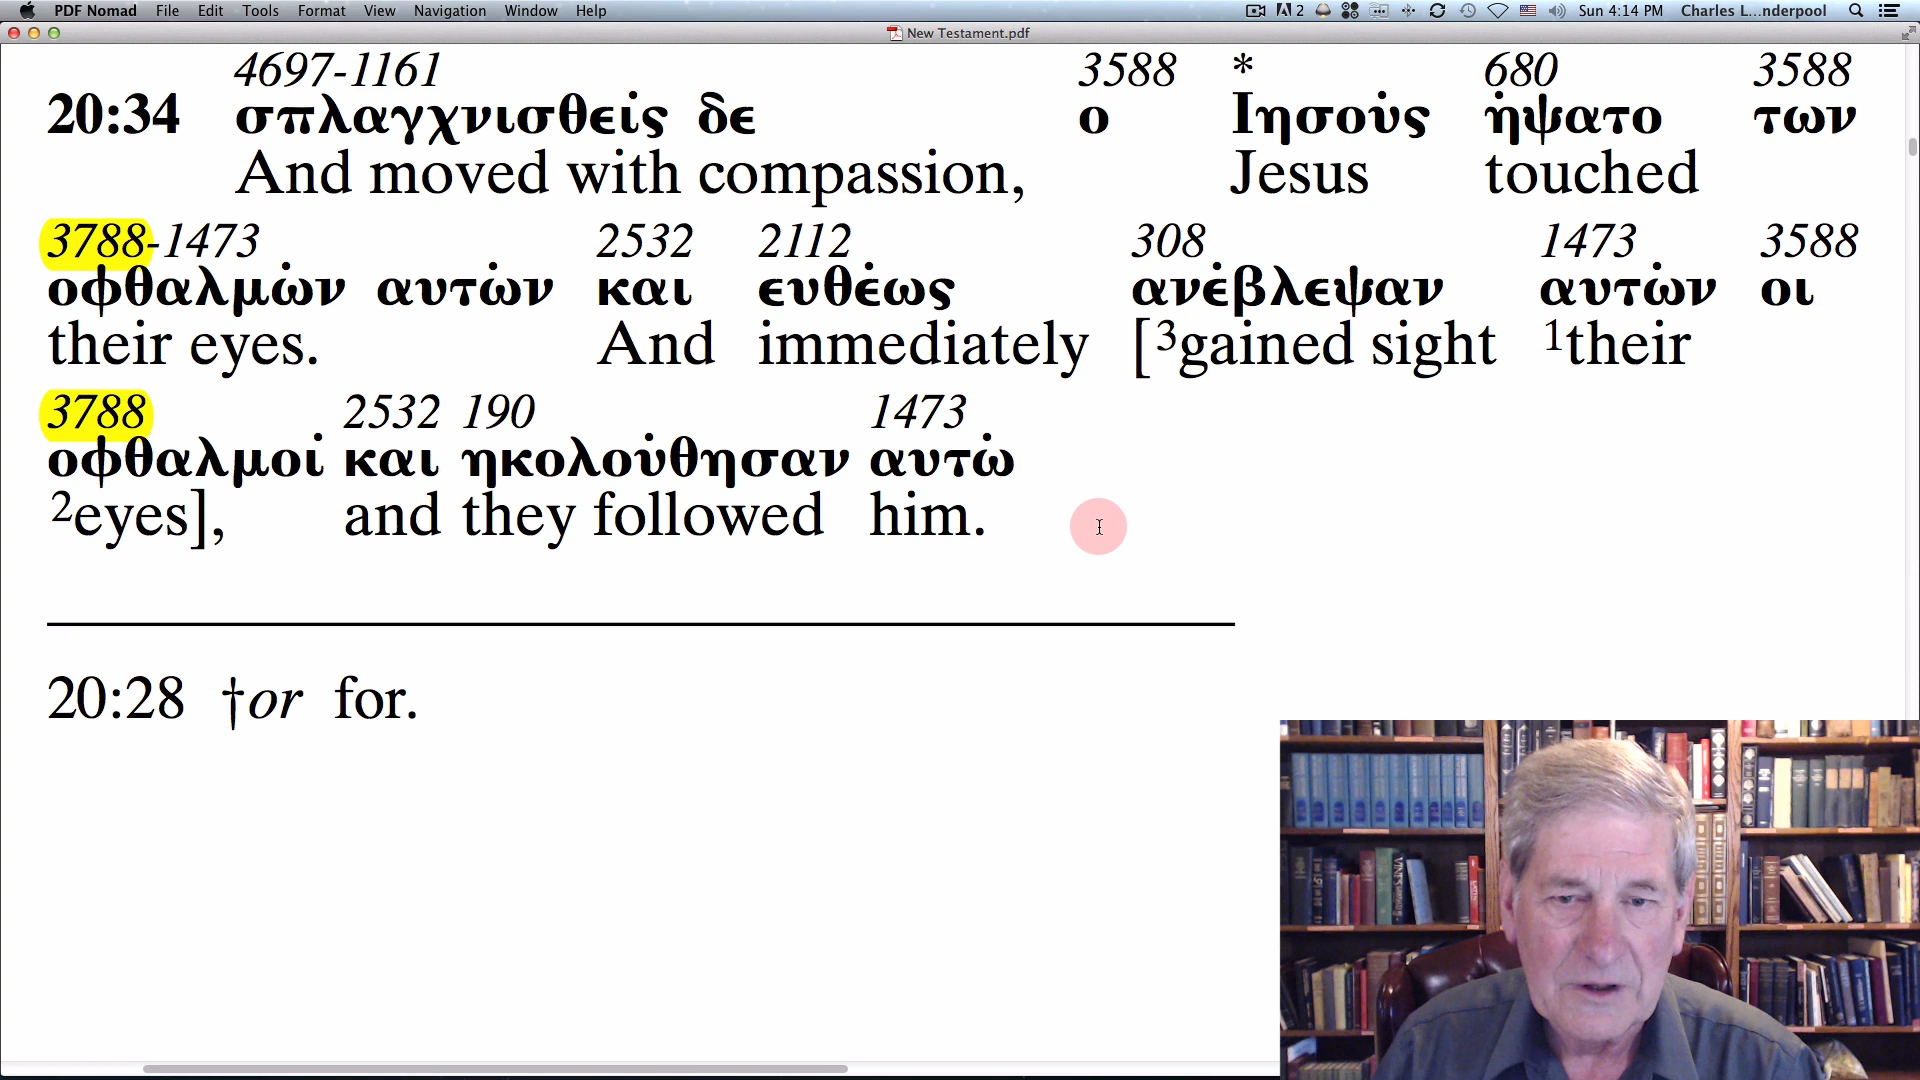 PDF Nomad File Edit Tools Format View Navigation Window Help 2 Sun 4:14 PM Charles L...nderpool
New Testament.pdf
4697-1161 3588 * 680 3588
20:34 σπλαγχνισθείς δε ο Ιησούς ήψατο των
And moved with compassion, Jesus touched
3788-1473 2532 2112 308 1473 3588
οφθαλμών αυτών και ευθέως ανέβλεψαν αυτών οι
their eyes. And immediately [³gained sight ¹their
3788 2532 190 1473
οφθαλμοί και ηκολούθησαν αυτώ
²eyes], and they followed him.
20:28 †or for.